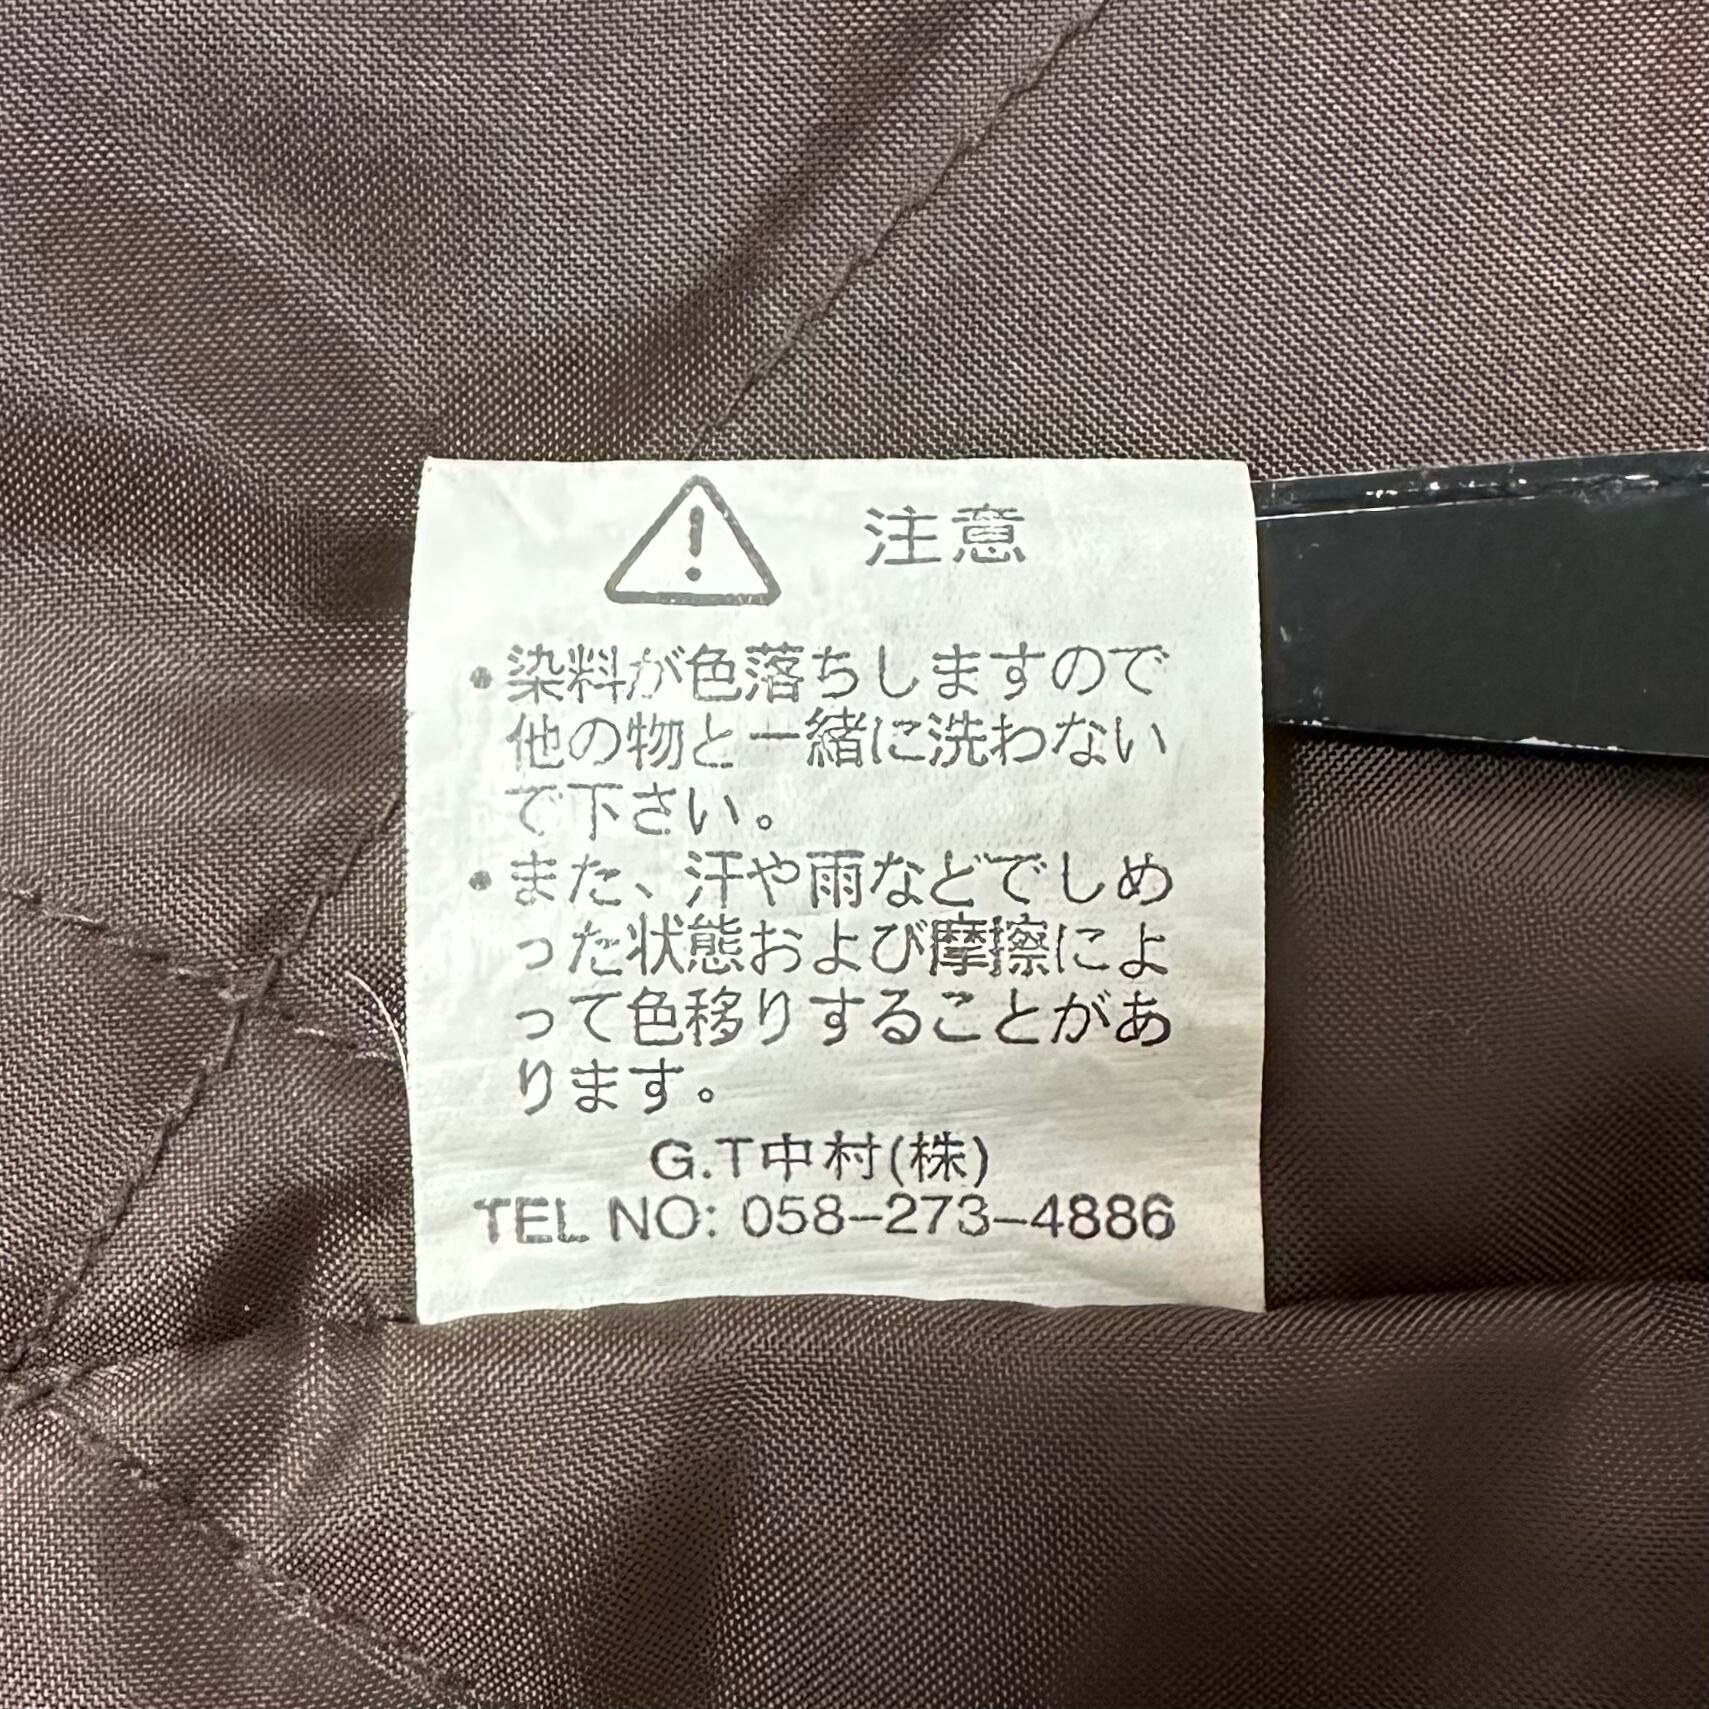 注意
・染料が色落ちしますので
他の物と一緒に洗わない
で下さい。
・また、汗や雨などでしめ
った状態および摩擦によ
って色移りすることがあ
ります。
G.T中村(株)
TEL NO: 058-273-4886